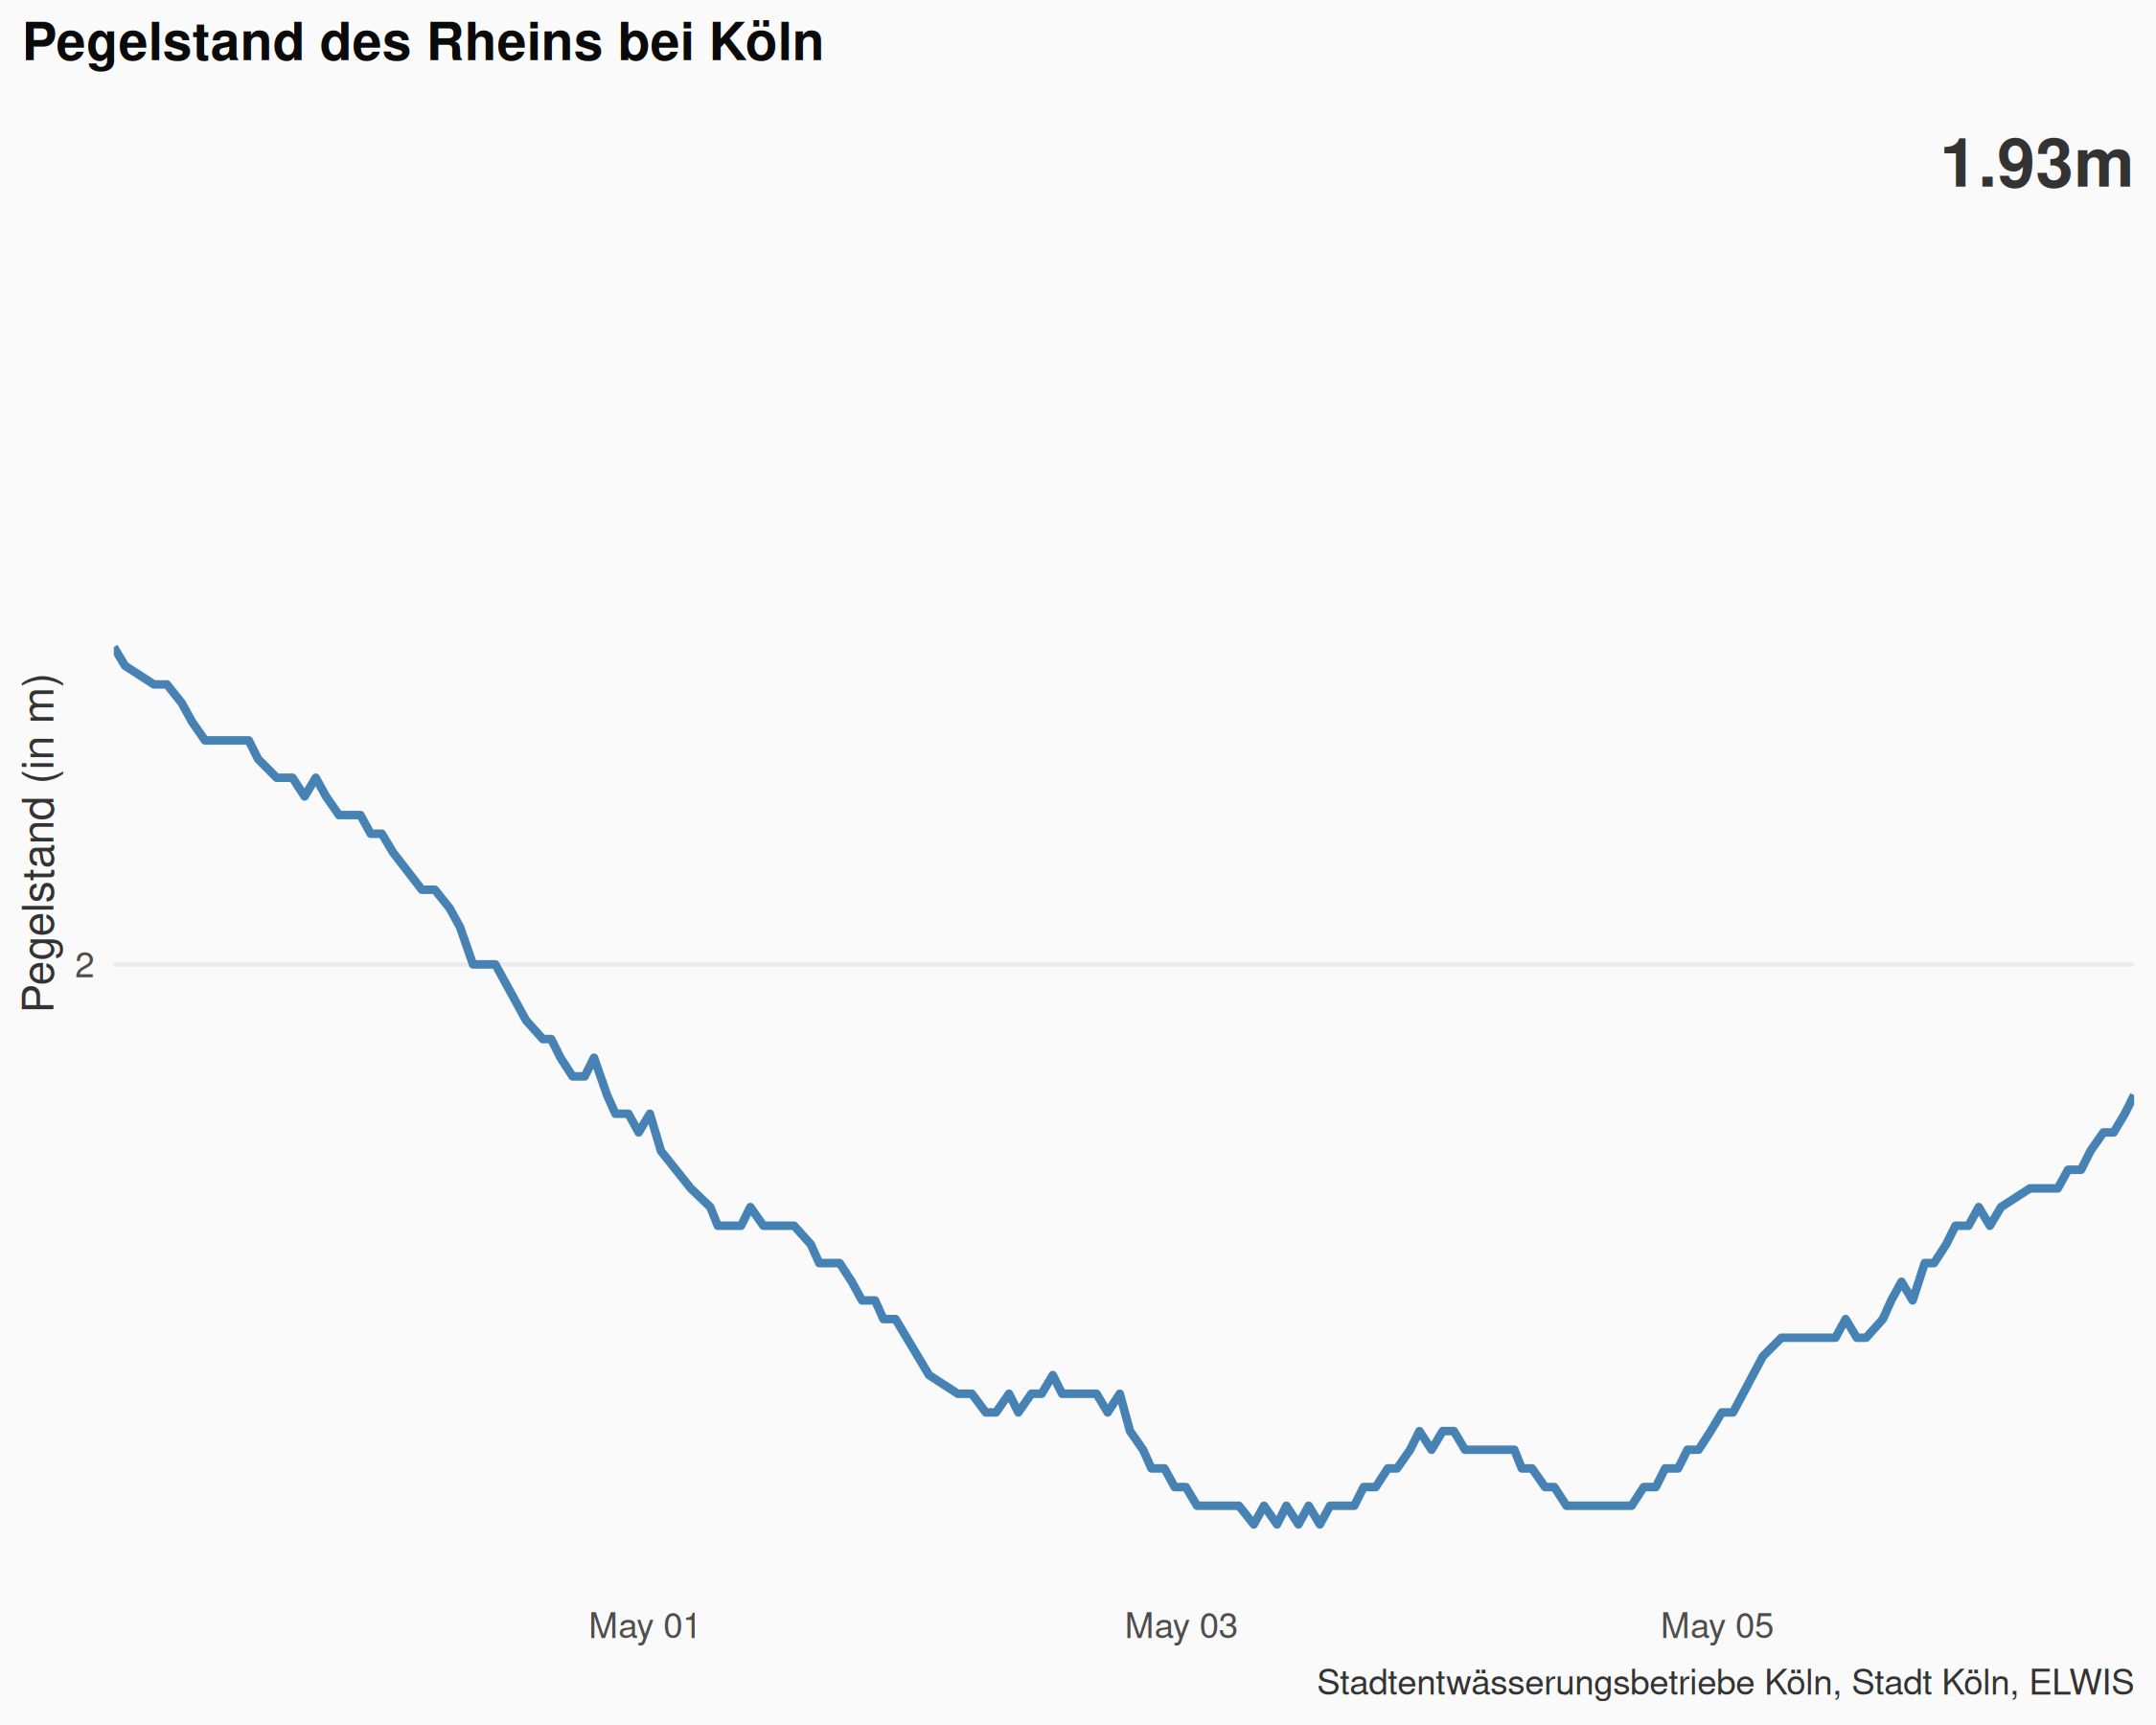 Pegelstand des Rheins bei Köln
1.93m
Pegelstand (in m)
2
May 01
May 03
May 05
Stadtentwässerungsbetriebe Köln, Stadt Köln, ELWIS